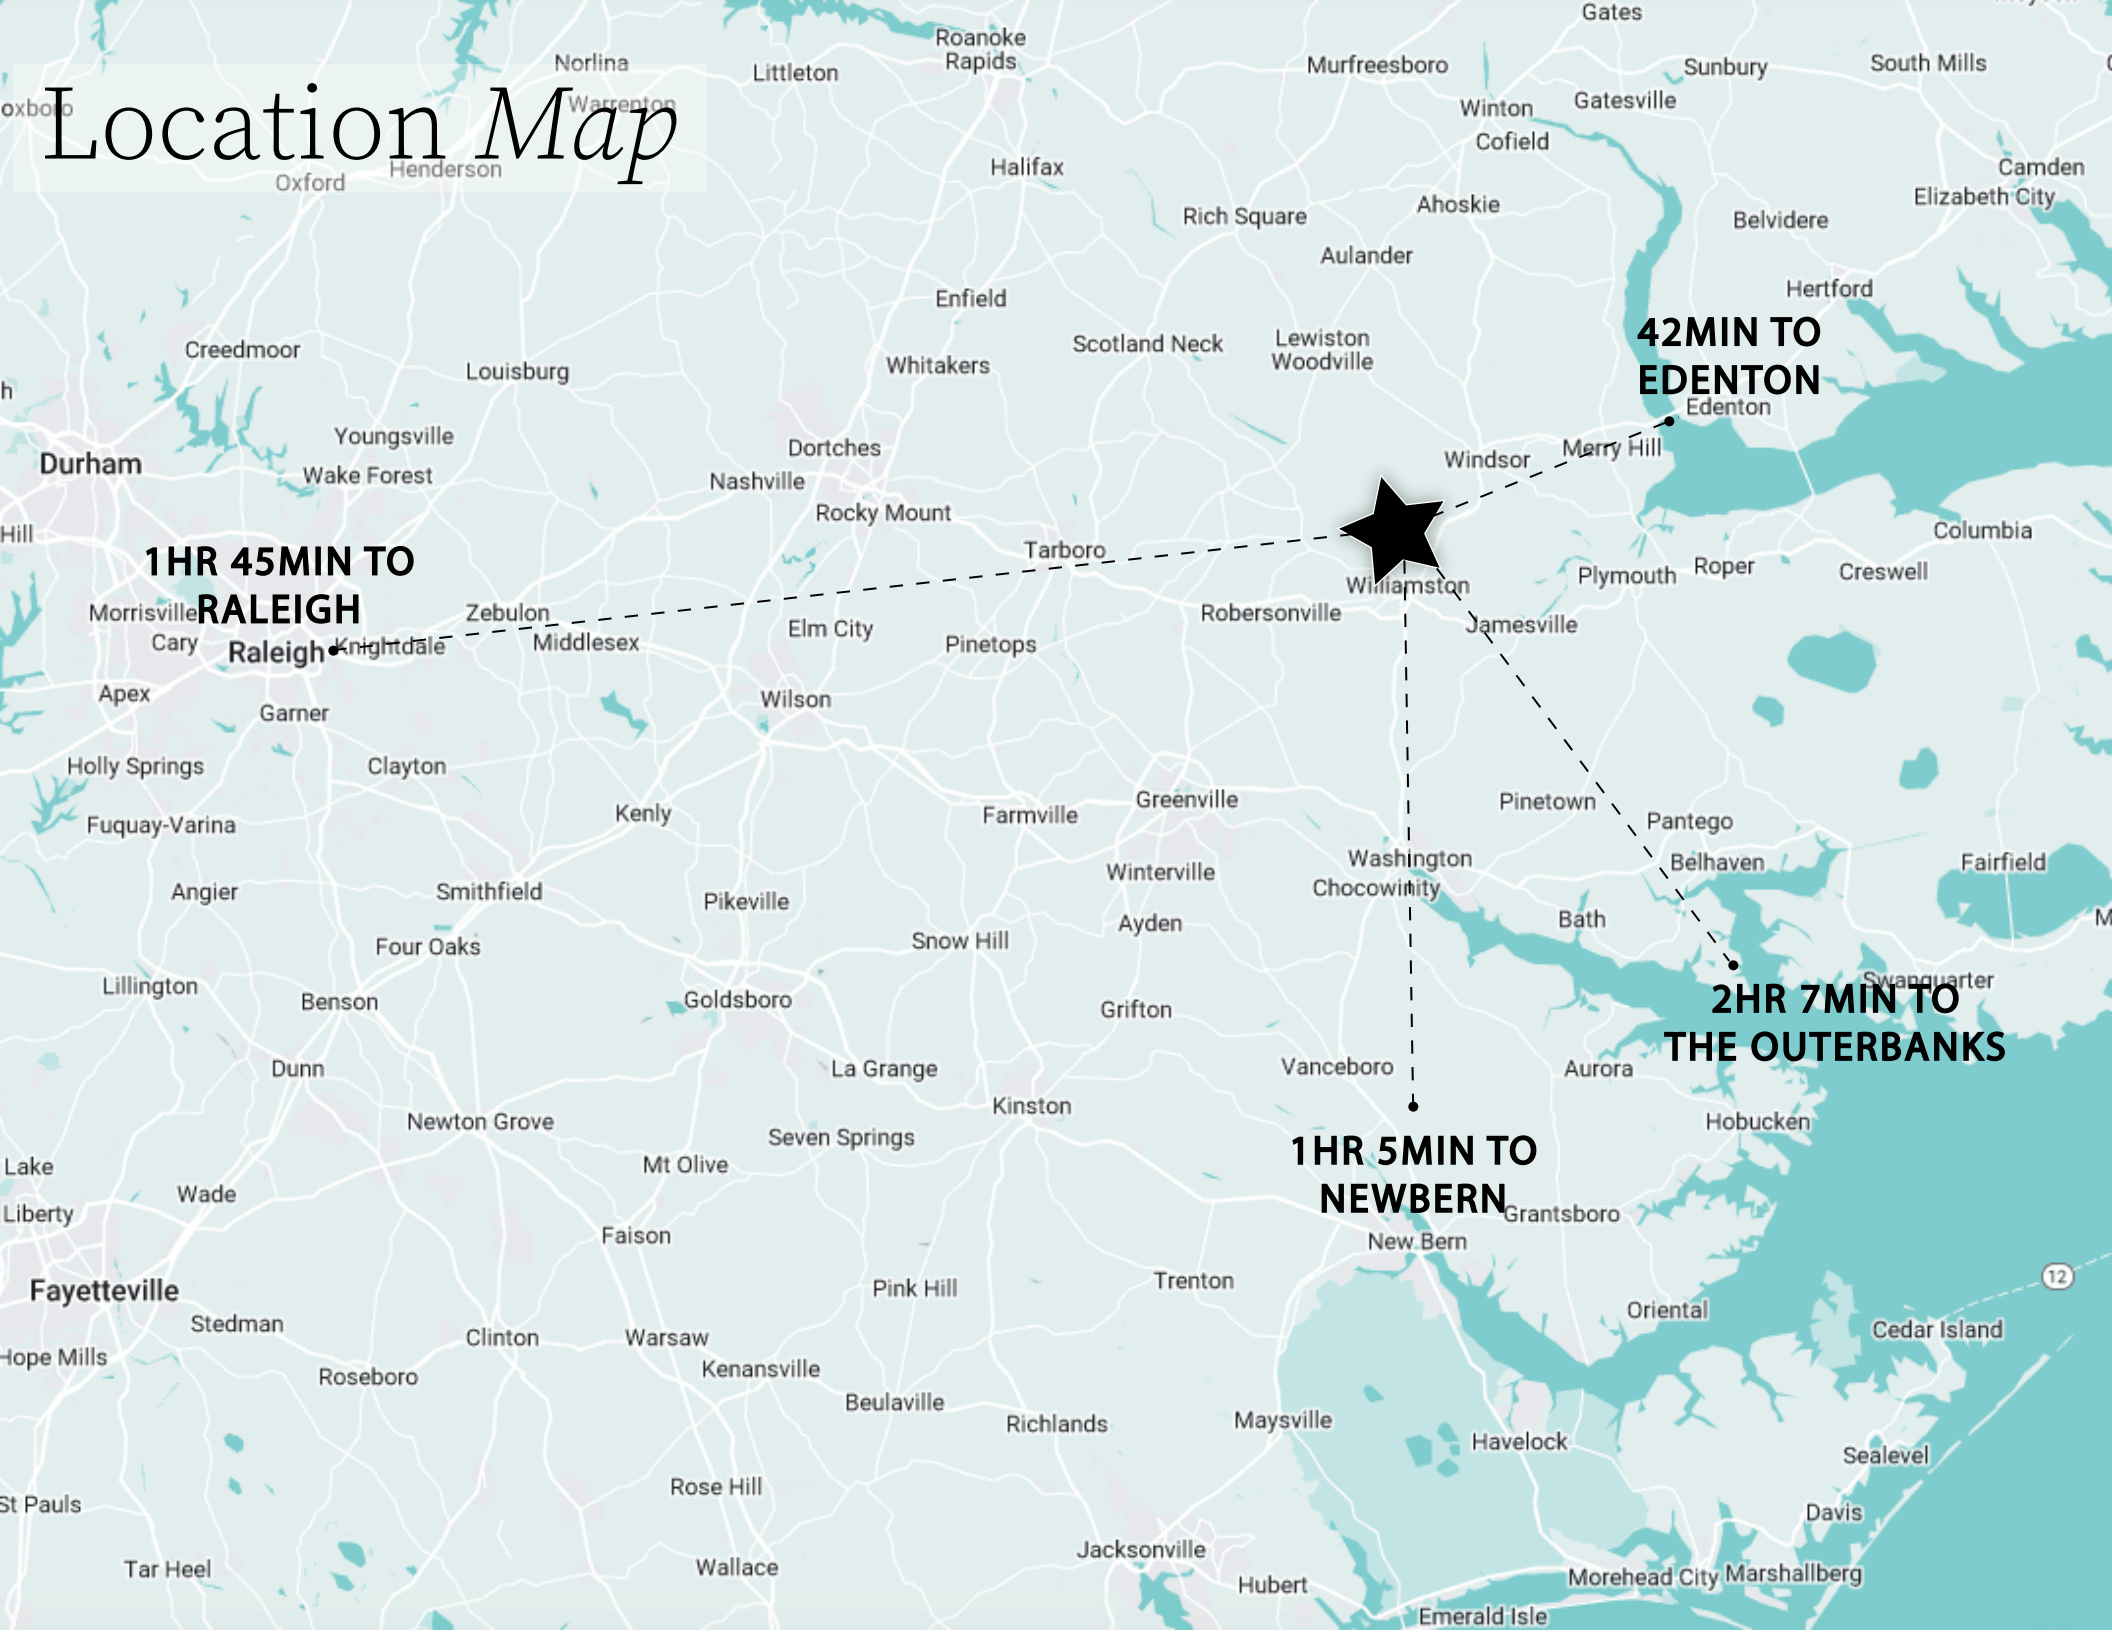 Gates
Roanoke
Rapids
Norlina
Littleton
Murfreesboro
Sunbury
South Mills
Location Map
oxboro
Warrenton
Winton
Gatesville
Cofield
Halifax
Camden
Oxford
Henderson
Elizabeth City
Rich Square
Ahoskie
Belvidere
Aulander
Hertford
Enfield
42MIN TO
EDENTON
Creedmoor
Scotland Neck
Lewiston
Woodville
Whitakers
Louisburg
h
Edenton
Youngsville
Dortches
Merry Hill
Durham
Windsor
Wake Forest
Nashville
Rocky Mount
Hill
Columbia
Tarboro
1HR 45MIN TO
RALEIGH
Williamston
Plymouth
Roper
Creswell
Morrisville
Zebulon
Robersonville
Jamesville
Cary
Raleigh
Knightdale
Middlesex
Elm City
Pinetops
Apex
Garner
Wilson
Holly Springs
Clayton
Kenly
Farmville
Greenville
Pinetown
Pantego
Fuquay-Varina
Washington
Belhaven
Fairfield
Winterville
Chocowinity
Angier
Smithfield
Pikeville
Ayden
Bath
M
Four Oaks
Snow Hill
Swanquarter
Lillington
Benson
Goldsboro
Grifton
2HR 7MIN TO
THE OUTERBANKS
Dunn
La Grange
Vanceboro
Aurora
Kinston
Newton Grove
Seven Springs
Hobucken
1HR 5MIN TO
NEWBERN
Lake
Mt Olive
Wade
Liberty
Grantsboro
Faison
New Bern
Fayetteville
Pink Hill
Trenton
12
Stedman
Clinton
Warsaw
Oriental
Cedar Island
Hope Mills
Roseboro
Kenansville
Beulaville
Richlands
Maysville
Havelock
Sealevel
Rose Hill
St Pauls
Davis
Tar Heel
Wallace
Jacksonville
Hubert
Morehead City
Marshallberg
Emerald Isle